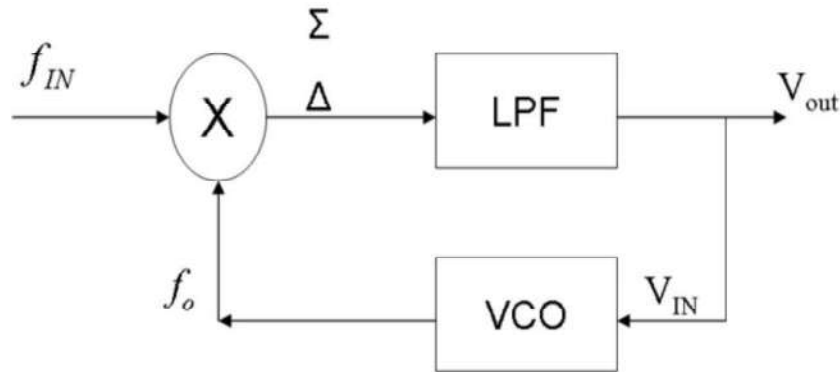 Σ
f_IN
Δ
X
LPF
V_out
f_o
VCO
V_IN